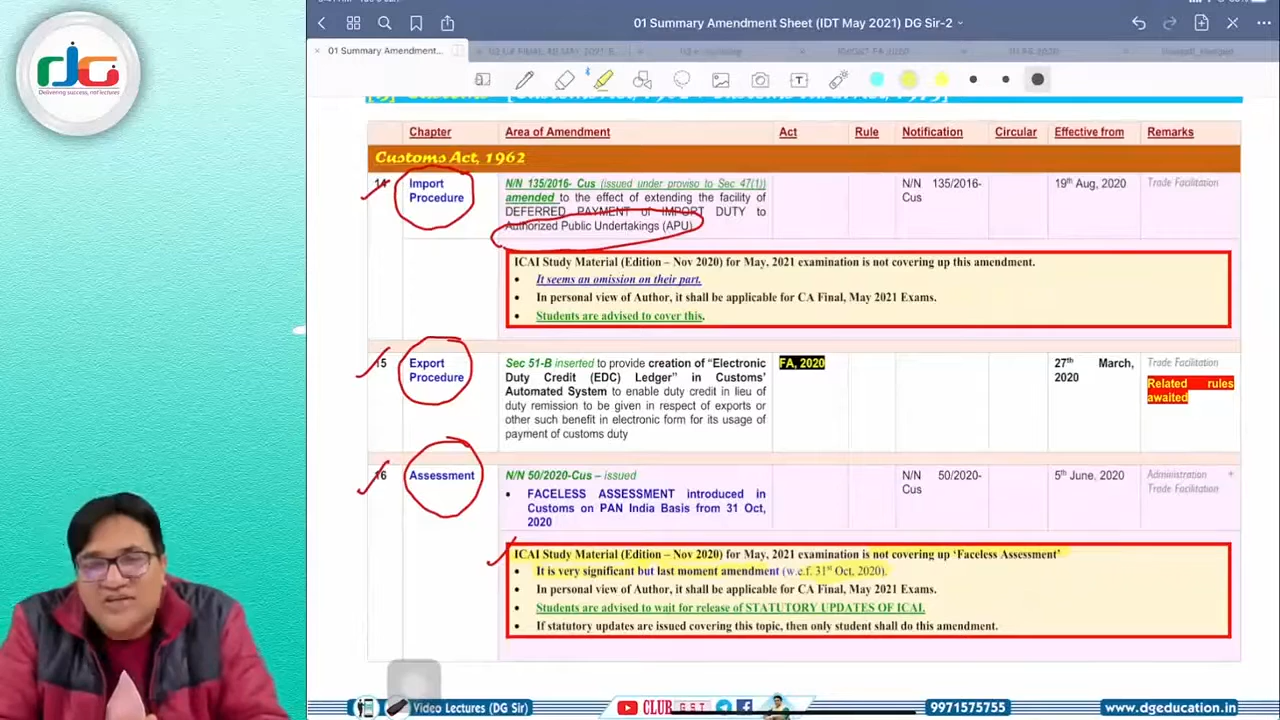 01 Summary Amendment Sheet (IDT May 2021) DG Sir-2
01 Summary Amendment...
DG
Delivering success, not lectures
Chapter Area of Amendment Act Rule Notification Circular Effective from Remarks
Customs Act, 1962
14 Import Procedure
N/N 135/2016- Cus (issued under proviso to Sec 47(1))
amended to the effect of extending the facility of
DEFERRED PAYMENT of IMPORT DUTY to
Authorized Public Undertakings (APU)
N/N 135/2016-
Cus
19th Aug, 2020
Trade Facilitation
ICAI Study Material (Edition – Nov 2020) for May, 2021 examination is not covering up this amendment.
• It seems an omission on their part.
• In personal view of Author, it shall be applicable for CA Final, May 2021 Exams.
• Students are advised to cover this.
15 Export Procedure
Sec 51-B inserted to provide creation of “Electronic
Duty Credit (EDC) Ledger” in Customs’
Automated System to enable duty credit in lieu of
duty remission to be given in respect of exports or
other such benefit in electronic form for its usage of
payment of customs duty
FA, 2020
27th March,
2020
Trade Facilitation
Related rules
awaited
16 Assessment
N/N 50/2020-Cus – issued
• FACELESS ASSESSMENT introduced in
Customs on PAN India Basis from 31 Oct,
2020
N/N 50/2020-
Cus
5th June, 2020
Administration +
Trade Facilitation
ICAI Study Material (Edition – Nov 2020) for May, 2021 examination is not covering up ‘Faceless Assessment’
• It is very significant but last moment amendment (w.e.f. 31st Oct, 2020).
• In personal view of Author, it shall be applicable for CA Final, May 2021 Exams.
• Students are advised to wait for release of STATUTORY UPDATES OF ICAI.
• If statutory updates are issued covering this topic, then only student shall do this amendment.
Video Lectures (DG Sir)
CLUB GST
9971575755
www.dgeducation.in